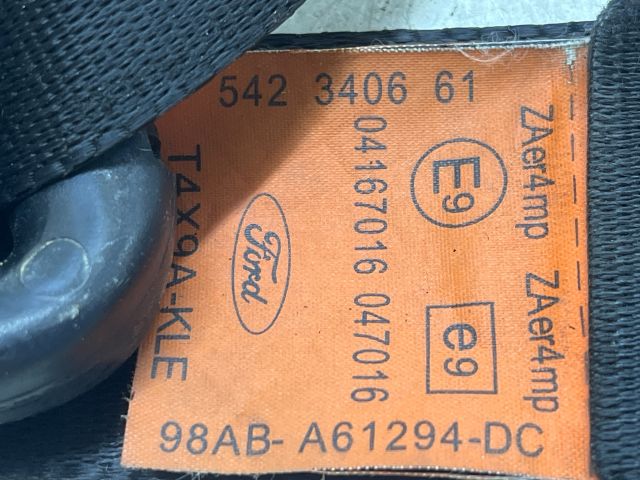 542 3406 61
ZAer4mp ZAer4mp
E9
e9
04167016 047016
Ford
T4X9A-KLE
98AB- A61294-DC